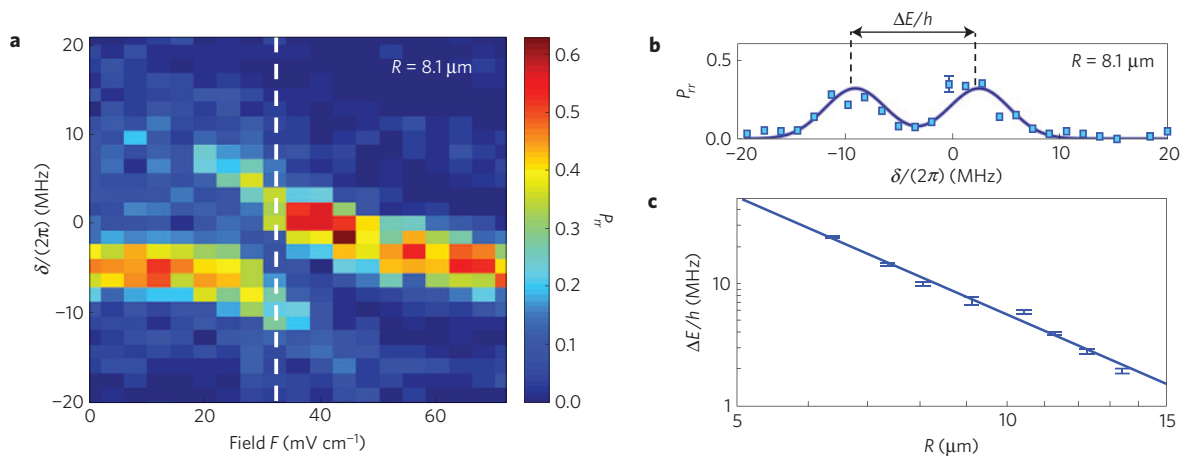 a
20
10
0
−10
−20
δ/(2π) (MHz)
R = 8.1 μm
0
20
40
60
Field F (mV cm⁻¹)
0.6
0.5
0.4
0.3
0.2
0.1
0.0
Prr
b
ΔE/h
R = 8.1 μm
0.5
0.0
Prr
−20
−10
0
10
20
δ/(2π) (MHz)
c
10
1
ΔE/h (MHz)
5
10
15
R (μm)